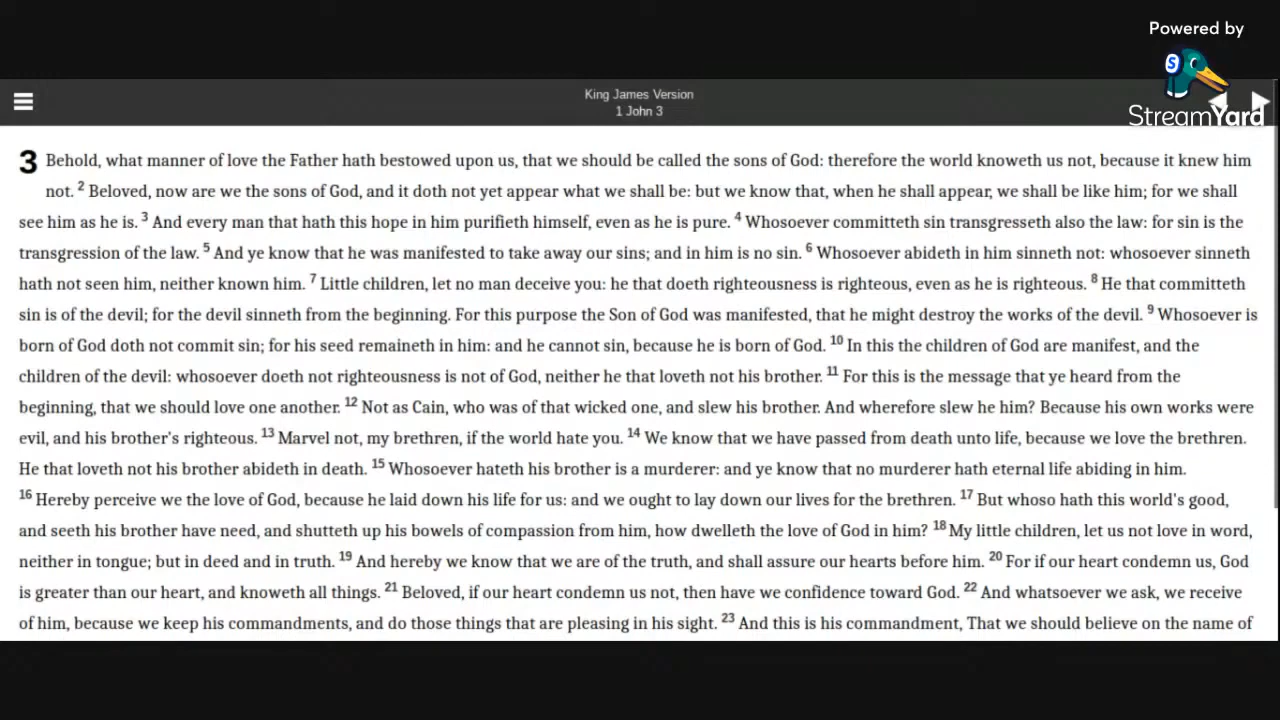 Powered by
StreamYard
King James Version
1 John 3
3 Behold, what manner of love the Father hath bestowed upon us, that we should be called the sons of God: therefore the world knoweth us not, because it knew him
not. 2 Beloved, now are we the sons of God, and it doth not yet appear what we shall be: but we know that, when he shall appear, we shall be like him; for we shall
see him as he is. 3 And every man that hath this hope in him purifieth himself, even as he is pure. 4 Whosoever committeth sin transgresseth also the law: for sin is the
transgression of the law. 5 And ye know that he was manifested to take away our sins; and in him is no sin. 6 Whosoever abideth in him sinneth not: whosoever sinneth
hath not seen him, neither known him. 7 Little children, let no man deceive you: he that doeth righteousness is righteous, even as he is righteous. 8 He that committeth
sin is of the devil; for the devil sinneth from the beginning. For this purpose the Son of God was manifested, that he might destroy the works of the devil. 9 Whosoever is
born of God doth not commit sin; for his seed remaineth in him: and he cannot sin, because he is born of God. 10 In this the children of God are manifest, and the
children of the devil: whosoever doeth not righteousness is not of God, neither he that loveth not his brother. 11 For this is the message that ye heard from the
beginning, that we should love one another. 12 Not as Cain, who was of that wicked one, and slew his brother. And wherefore slew he him? Because his own works were
evil, and his brother's righteous. 13 Marvel not, my brethren, if the world hate you. 14 We know that we have passed from death unto life, because we love the brethren.
He that loveth not his brother abideth in death. 15 Whosoever hateth his brother is a murderer: and ye know that no murderer hath eternal life abiding in him.
16 Hereby perceive we the love of God, because he laid down his life for us: and we ought to lay down our lives for the brethren. 17 But whoso hath this world's good,
and seeth his brother have need, and shutteth up his bowels of compassion from him, how dwelleth the love of God in him? 18 My little children, let us not love in word,
neither in tongue; but in deed and in truth. 19 And hereby we know that we are of the truth, and shall assure our hearts before him. 20 For if our heart condemn us, God
is greater than our heart, and knoweth all things. 21 Beloved, if our heart condemn us not, then have we confidence toward God. 22 And whatsoever we ask, we receive
of him, because we keep his commandments, and do those things that are pleasing in his sight. 23 And this is his commandment, That we should believe on the name of